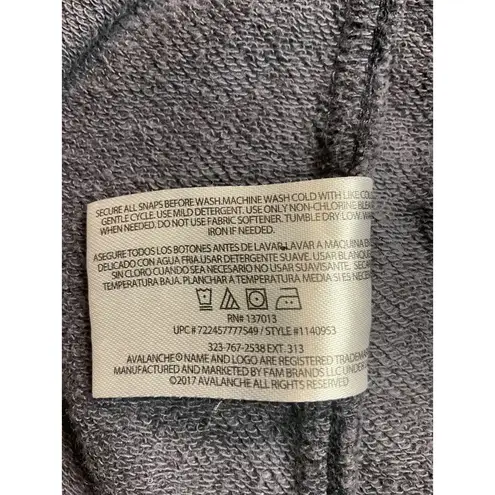 SECURE ALL SNAPS BEFORE WASH.MACHINE WASH COLD WITH LIKE
GENTLE CYCLE. USE MILD DETERGENT. USE ONLY NON-CHLORINE
WHEN NEEDED. DO NOT USE FABRIC SOFTENER. TUMBLE DRY LOW.
IRON IF NEEDED.
ASEGURE TODOS LOS BOTONES ANTES DE LAVAR. LAVAR A MAQUINA
DELICADO CON AGUA FRIA.USAR DETERGENTE SUAVE. USAR
SIN CLORO CUANDO SEA NECESARIO NO USAR SUAVISANTE.
TEMPERATURA BAJA. PLANCHAR A TEMPERATURA MEDIA SI ES
RN# 137013
UPC # 722457777549 / STYLE #1140953
323-767-2538 EXT. 313
AVALANCHE® NAME AND LOGO ARE REGISTERED
MANUFACTURED AND MARKETED BY FAM BRANDS LLC
©2017 AVALANCHE ALL RIGHTS RESERVED